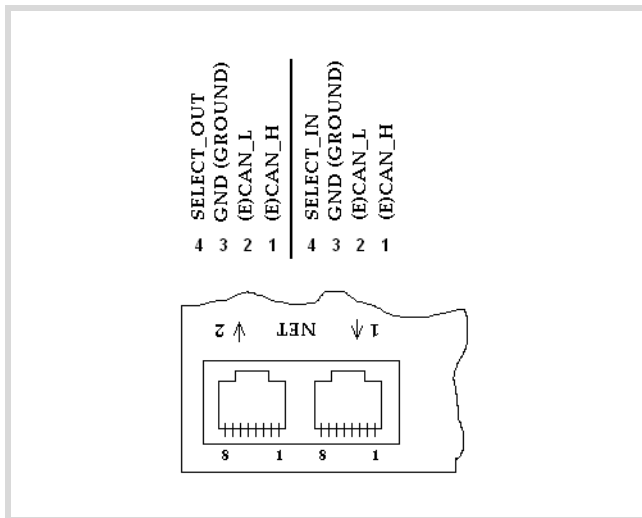 4 SELECT_OUT
3 GND (GROUND)
2 (E)CAN_L
1 (E)CAN_H
4 SELECT_IN
3 GND (GROUND)
2 (E)CAN_L
1 (E)CAN_H
2 NET 1
8 1 8 1